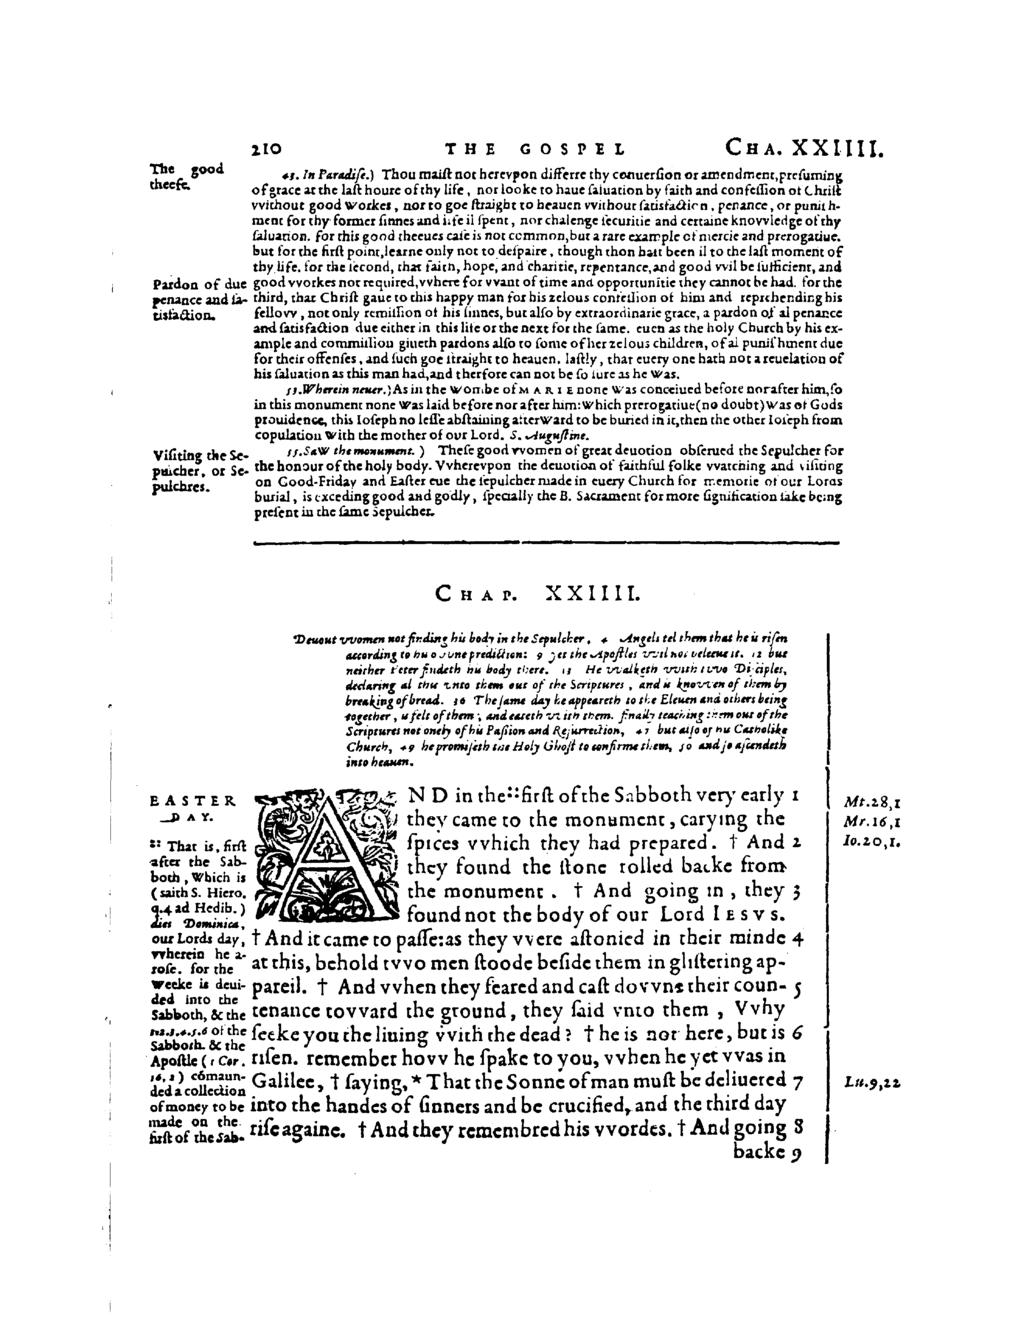 210 THE GOSPEL CHA. XXIIII.
The good
theefe.
43. In Paradise.) Thou maist not herevpon differre thy conuersion or amendment, presuming
of grace at the last houre of thy life, nor looke to haue saluation by faith and confession of Christ
vvithout good workes, nor to goe straight to heauen vvithout satisfaction, penance, or punish-
ment for thy former sinnes and life il spent, nor chalenge securitie and certaine knovvledge of thy
saluation. for this good theeues case is not common, but a rare example of mercie and prerogatiue.
but for the first point, learne only not to despaire, though thou hast been il to the last moment of
thy life. for the second, that faith, hope, and charitie, repentance, and good vvil be sufficient, and
good vvorkes not required, vvhere for vvant of time and opportunitie they cannot be had. for the
third, that Christ gaue to this happy man for his zelous confession of him and reprehending his
fellovv, not only remission of his sinnes, but also by extraordinarie grace, a pardon of al penance
and satisfaction due either in this life or the next for the same. euen as the holy Church by his ex-
ample and commission giueth pardons also to some of her zelous children, of al punishment due
for their offenses, and such goe straight to heauen. lastly, that euery one hath not a reuelation of
his saluation as this man had, and therfore can not be so sure as he was.
Pardon of due
penance and sa-
tisfaction.
53. Wherein neuer.) As in the wombe of MARIE none was conceiued before nor after him, so
in this monument none was laid before nor after him: which prerogatiue (no doubt) was of Gods
prouidence, this Ioseph no lesse abstaining afterward to be buried in it, then the other Ioseph from
copulation with the mother of our Lord. S. Augustine.
Visiting the Se-
pulcher, or Se-
pulchres.
55. Saw the monument.) These good vvomen of great deuotion obserued the Sepulcher for
the honour of the holy body. Vvherevpon the deuotion of faithful folke vvatching and visiting
on Good-Friday and Easter eue the sepulcher made in euery Church for memorie of our Lords
burial, is exceding good and godly, specially the B. Sacrament for more signification sake being
present in the same Sepulcher.
CHAP. XXIIII.
Deuout vvomen not finding his body in the Sepulcher, 4 Angels tel them that he is risen
according to his ovvne prediction: 9 yet the Apostles vvil not beleeue it. 12 but
neither Peter findeth his body there. 13 He vvalketh vvith tvvo Disciples,
declaring al this vnto them out of the Scriptures, and is knovven of them by
breaking of bread. 36 The same day he appeareth to the Eleuen and others being
together, is felt of them, and eateth vvith them. finally teaching them out of the
Scriptures not onely of his Passion and Resurrection, 47 but also of his Catholike
Church, 49 he promiseth the Holy Ghost to confirme them, so and so ascendeth
into heauen.
EASTER
DAY.
:: That is, first
after the Sab-
both, which is
(saith S. Hiero.
q. 4 ad Hedib.)
dies Dominica,
our Lords day,
vvherein he a-
rose. for the
weeke is deui-
ded into the
Sabboth, & the
1.2.3.4.5.6 of the
Sabboth. & the
Apostle (1 Cor.
16, 2) cõmaun-
ded a collection
of money to be
made on the
first of the Sab-
AND in the :: first of the Sabboth very early 1
they came to the monument, carying the
spices vvhich they had prepared. † And 2
they found the stone rolled backe from
the monument. † And going in, they 3
found not the body of our Lord IESVS.
† And it came to passe: as they vvere astonied in their minde 4
at this, behold tvvo men stoode beside them in glistering ap-
pareil. † And vvhen they feared and cast dovvne their coun- 5
tenance tovvard the ground, they said vnto them, Vvhy
seeke you the liuing vvith the dead? † he is not here, but is 6
risen. remember hovv he spake to you, vvhen he yet vvas in
Galilee, † saying, * That the Sonne of man must be deliuered 7
into the handes of sinners and be crucified, and the third day
rise againe. † And they remembred his vvordes. † And going 8
backe 9
Mt. 28, 1
Mr. 16, 1
Io. 20, 1.
Lu. 9, 22